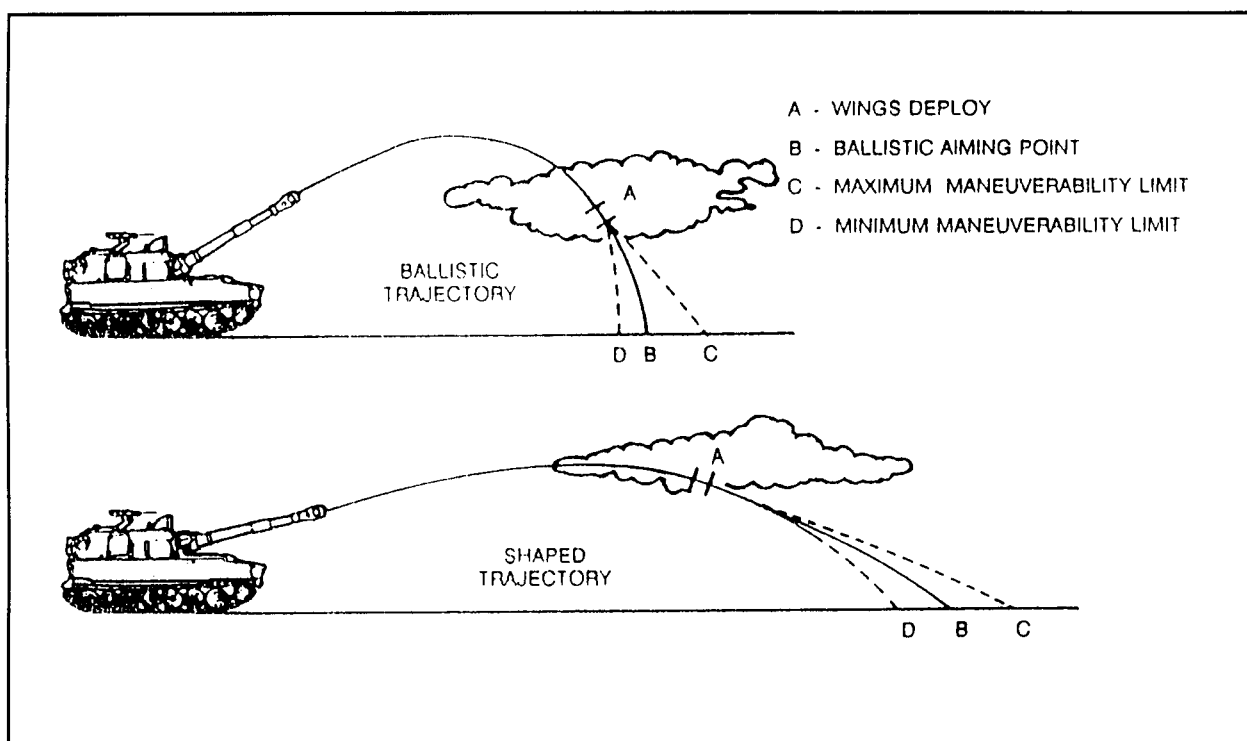 A - WINGS DEPLOY
B - BALLISTIC AIMING POINT
C - MAXIMUM MANEUVERABILITY LIMIT
D - MINIMUM MANEUVERABILITY LIMIT
A
BALLISTIC
TRAJECTORY
D B C
A
SHAPED
TRAJECTORY
D B C